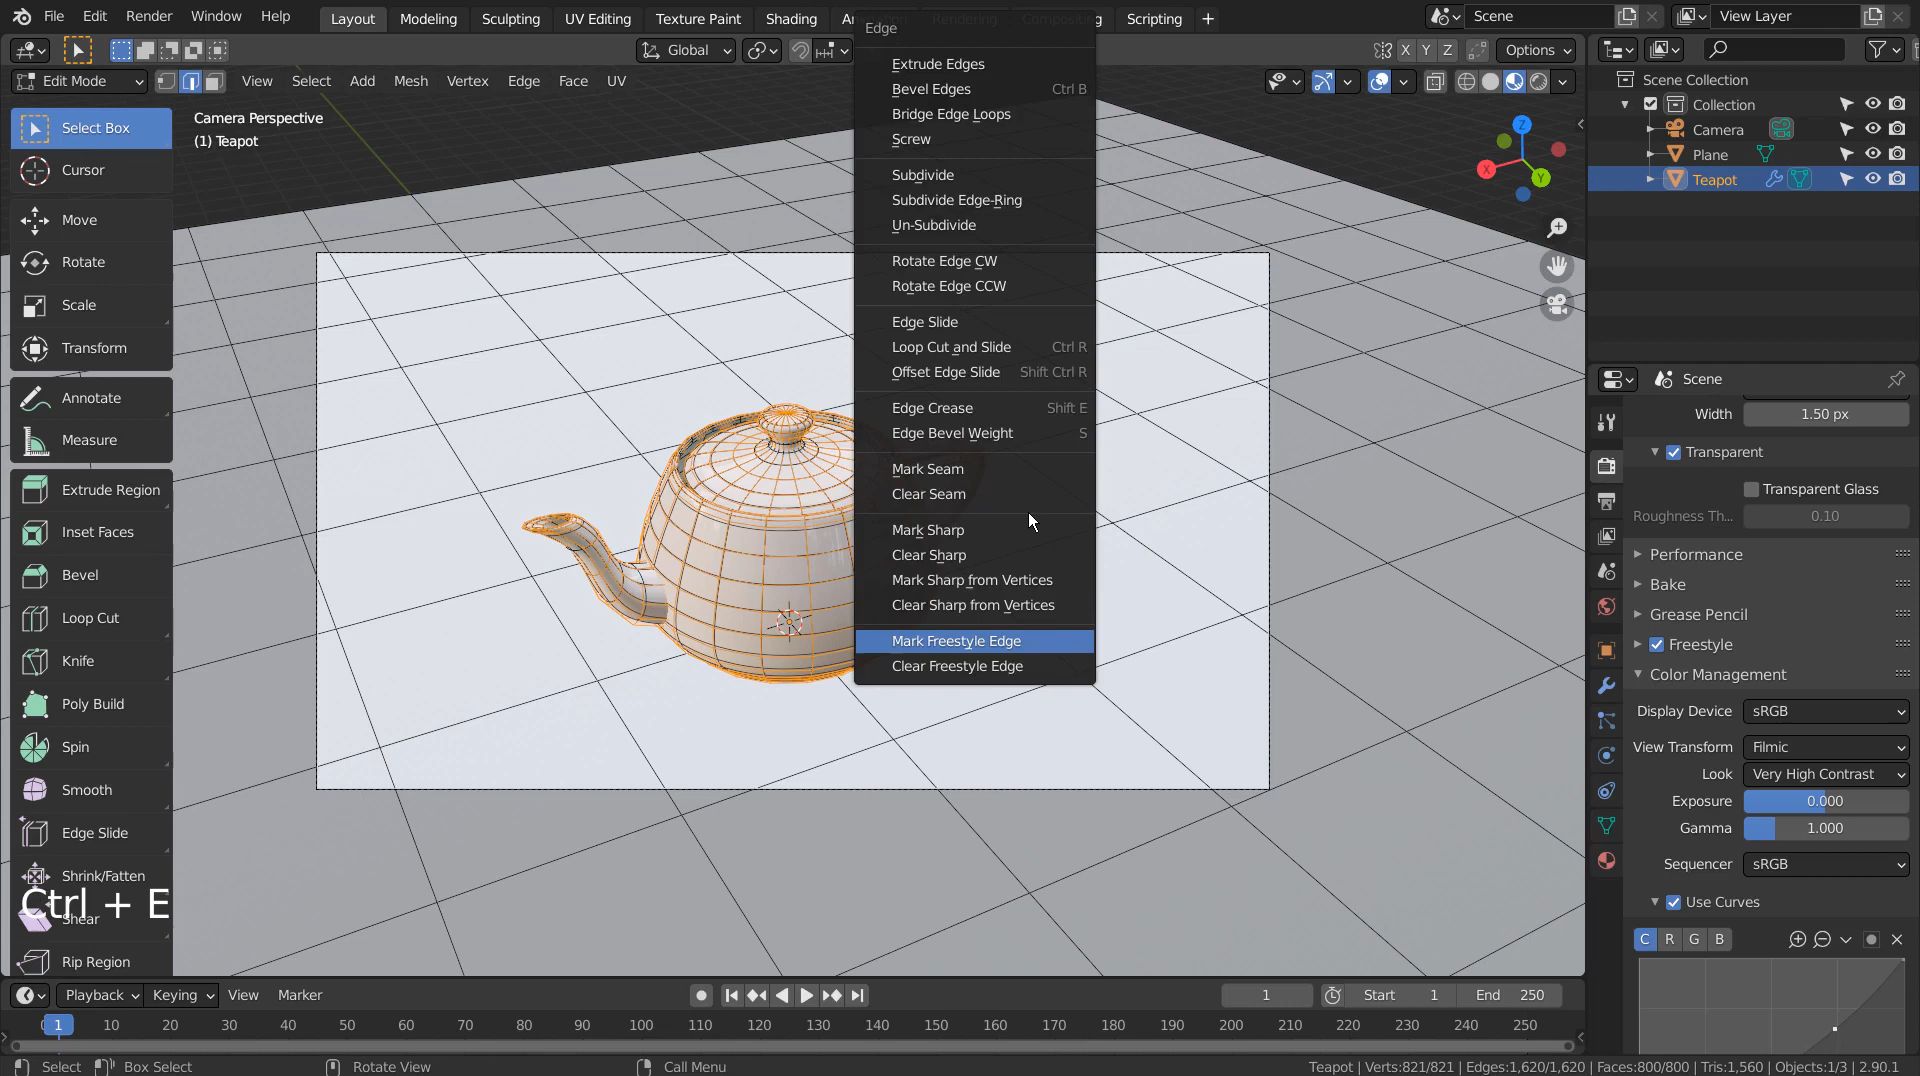 File Edit Render Window Help
Layout Modeling Sculpting UV Editing Texture Paint Shading Scripting +
Scene
View Layer
Global
X Y Z
Options
Edit Mode
View Select Add Mesh Vertex Edge Face UV
Select Box
Cursor
Move
Rotate
Scale
Transform
Annotate
Measure
Extrude Region
Inset Faces
Bevel
Loop Cut
Knife
Poly Build
Spin
Smooth
Edge Slide
Shrink/Fatten
Shear
Rip Region
Ctrl + E
Camera Perspective
(1) Teapot
Edge
Extrude Edges
Bevel Edges Ctrl B
Bridge Edge Loops
Screw
Subdivide
Subdivide Edge-Ring
Un-Subdivide
Rotate Edge CW
Rotate Edge CCW
Edge Slide
Loop Cut and Slide Ctrl R
Offset Edge Slide Shift Ctrl R
Edge Crease Shift E
Edge Bevel Weight S
Mark Seam
Clear Seam
Mark Sharp
Clear Sharp
Mark Sharp from Vertices
Clear Sharp from Vertices
Mark Freestyle Edge
Clear Freestyle Edge
Z
X
Y
Scene Collection
Collection
Camera
Plane
Teapot
Scene
Width 1.50 px
Transparent
Transparent Glass
Roughness Th... 0.10
Performance
Bake
Grease Pencil
Freestyle
Color Management
Display Device sRGB
View Transform Filmic
Look Very High Contrast
Exposure 0.000
Gamma 1.000
Sequencer sRGB
Use Curves
C R G B
Playback Keying View Marker
1
Start 1
End 250
1 10 20 30 40 50 60 70 80 90 100 110 120 130 140 150 160 170 180 190 200 210 220 230 240 250
Select Box Select Rotate View Call Menu
Teapot | Verts:821/821 | Edges:1,620/1,620 | Faces:800/800 | Tris:1,560 | Objects:1/3 | 2.90.1